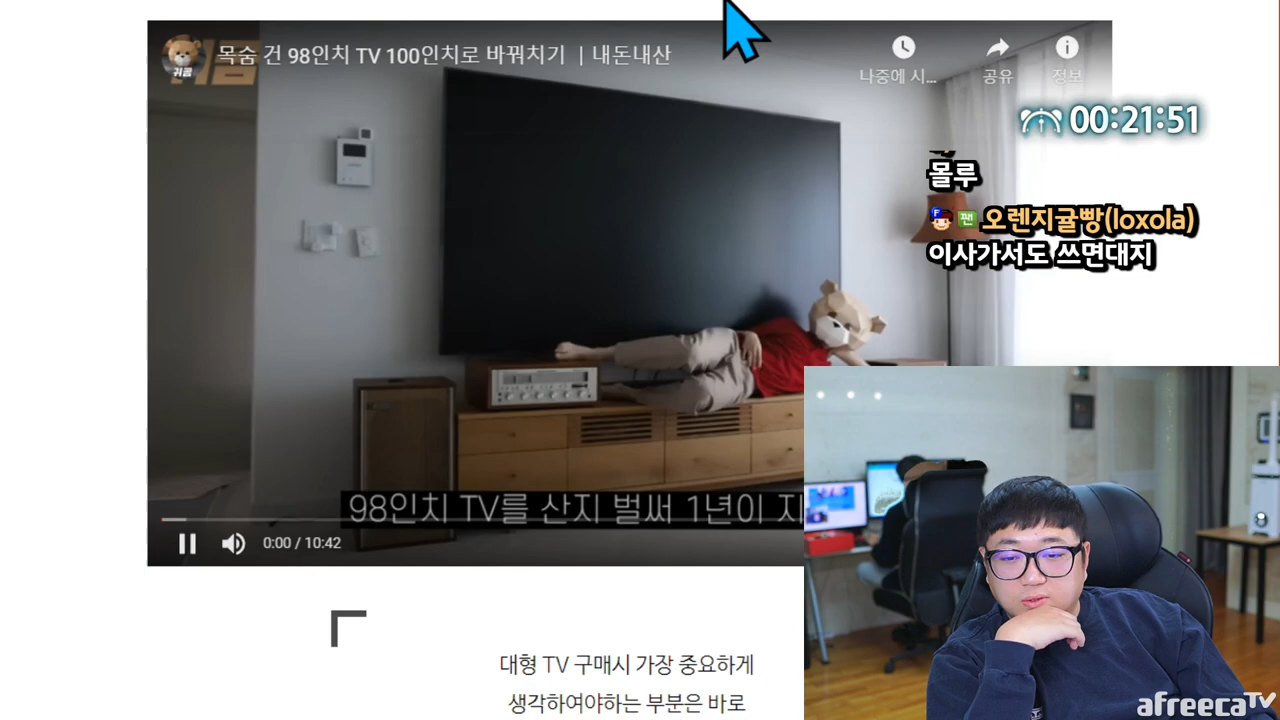 목숨 건 98인치 TV 100인치로 바꿔치기 | 내돈내산
귀콤
나중에 시...
공유
정보
00:21:51
몰루
팬 오렌지귤빵(loxola)
이사가서도 쓰면대지
98인치 TV를 산지 벌써 1년이 지
0:00 / 10:42
대형 TV 구매시 가장 중요하게
생각하여야하는 부분은 바로
afreecaTV